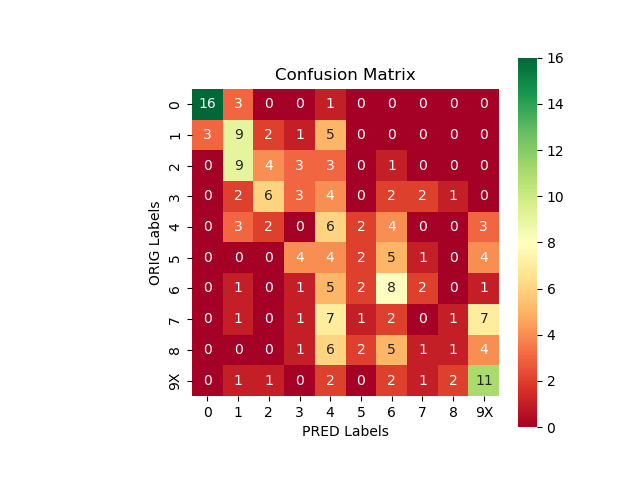 Confusion Matrix
ORIG Labels
0 16 3 0 0 1 0 0 0 0 0
1 3 9 2 1 5 0 0 0 0 0
2 0 9 4 3 3 0 1 0 0 0
3 0 2 6 3 4 0 2 2 1 0
4 0 3 2 0 6 2 4 0 0 3
5 0 0 0 4 4 2 5 1 0 4
6 0 1 0 1 5 2 8 2 0 1
7 0 1 0 1 7 1 2 0 1 7
8 0 0 0 1 6 2 5 1 1 4
9X 0 1 1 0 2 0 2 1 2 11
0 1 2 3 4 5 6 7 8 9X
PRED Labels
16
14
12
10
8
6
4
2
0